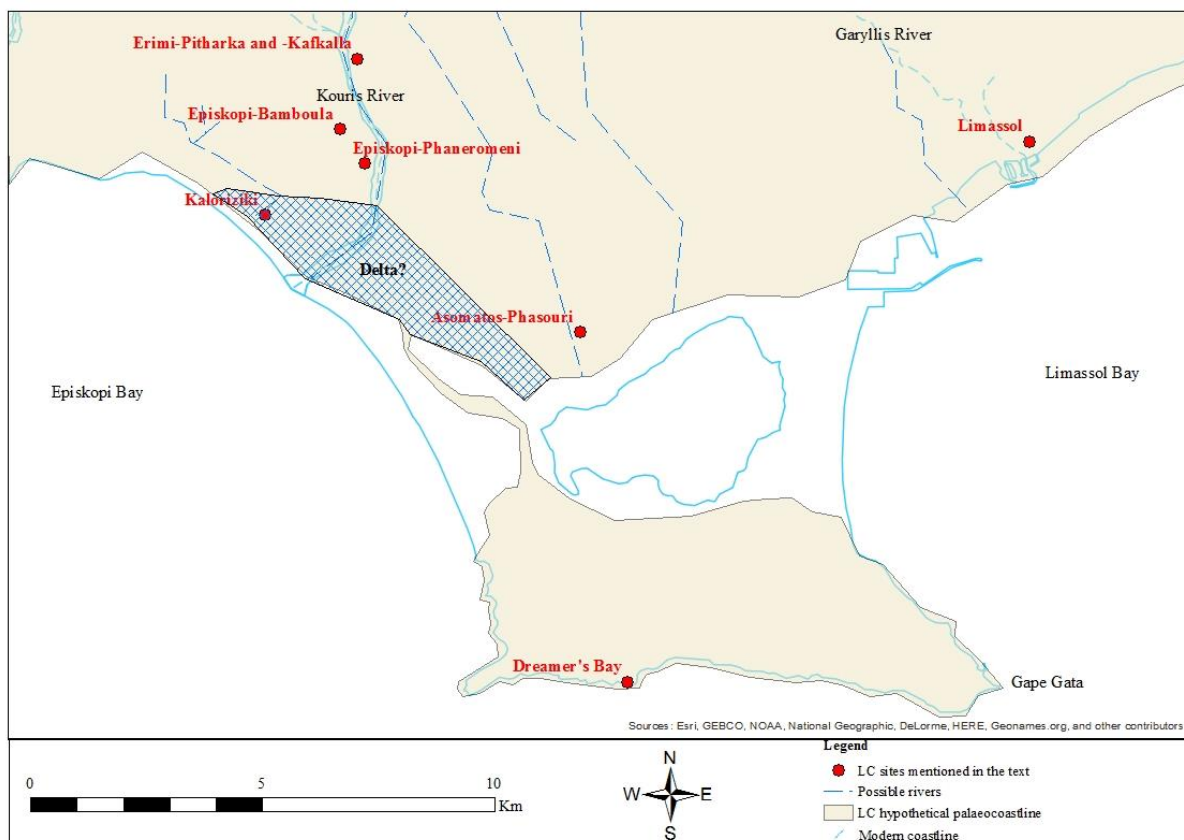 Erimi-Pitharka and -Kafkalla
Garyllis River
Kouris River
Episkopi-Bamboula
Limassol
Episkopi-Phaneromeni
Kaloriziki
Delta?
Asomatos-Phasouri
Episkopi Bay
Limassol Bay
Dreamer's Bay
Gape Gata
Sources: Esri, GEBCO, NOAA, National Geographic, DeLorme, HERE, Geonames.org, and other contributors
0 5 10
Km
N
W E
S
Legend
LC sites mentioned in the text
Possible rivers
LC hypothetical palaeocoastline
Modern coastline